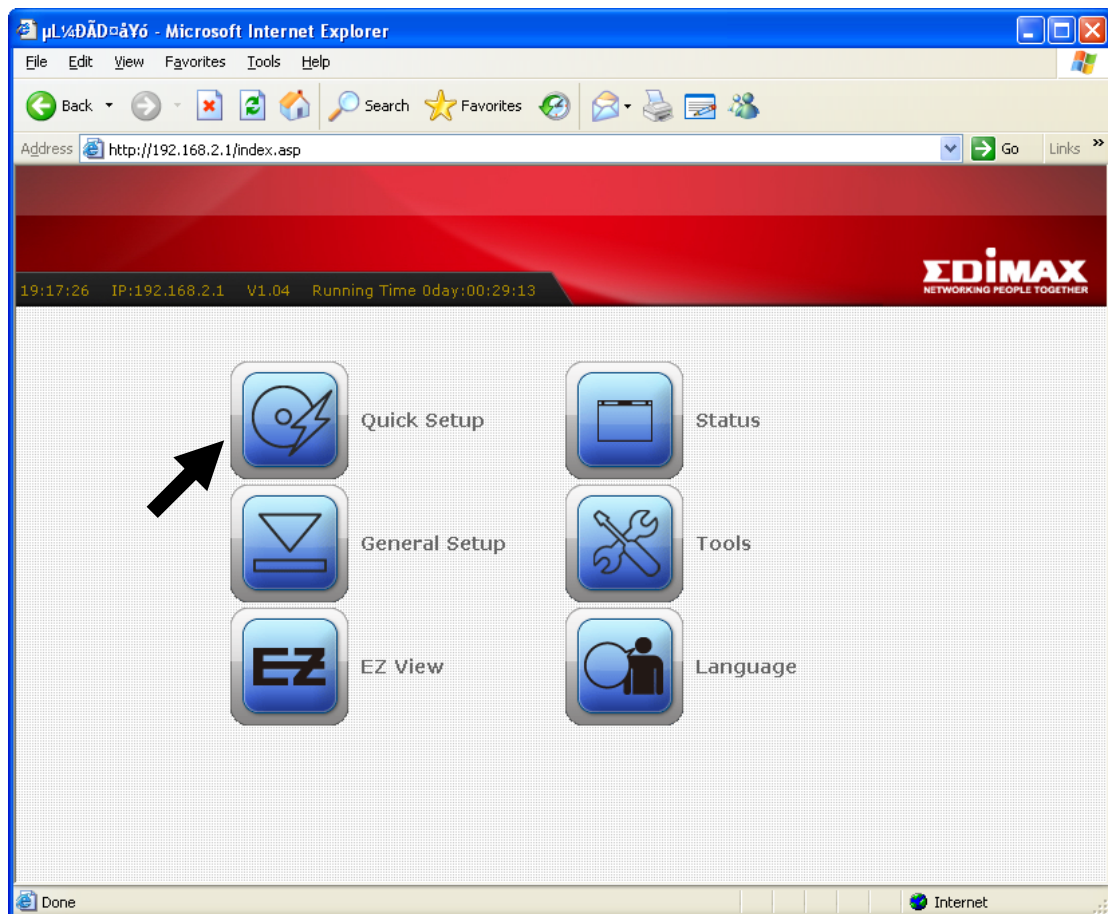 µL¼ÐÃD¤åYó - Microsoft Internet Explorer
File Edit View Favorites Tools Help
Back Search Favorites
Address http://192.168.2.1/index.asp Go Links »
EDiMAX
NETWORKING PEOPLE TOGETHER
19:17:26 IP:192.168.2.1 V1.04 Running Time 0day:00:29:13
Quick Setup Status
General Setup Tools
EZ EZ View Language
Done Internet